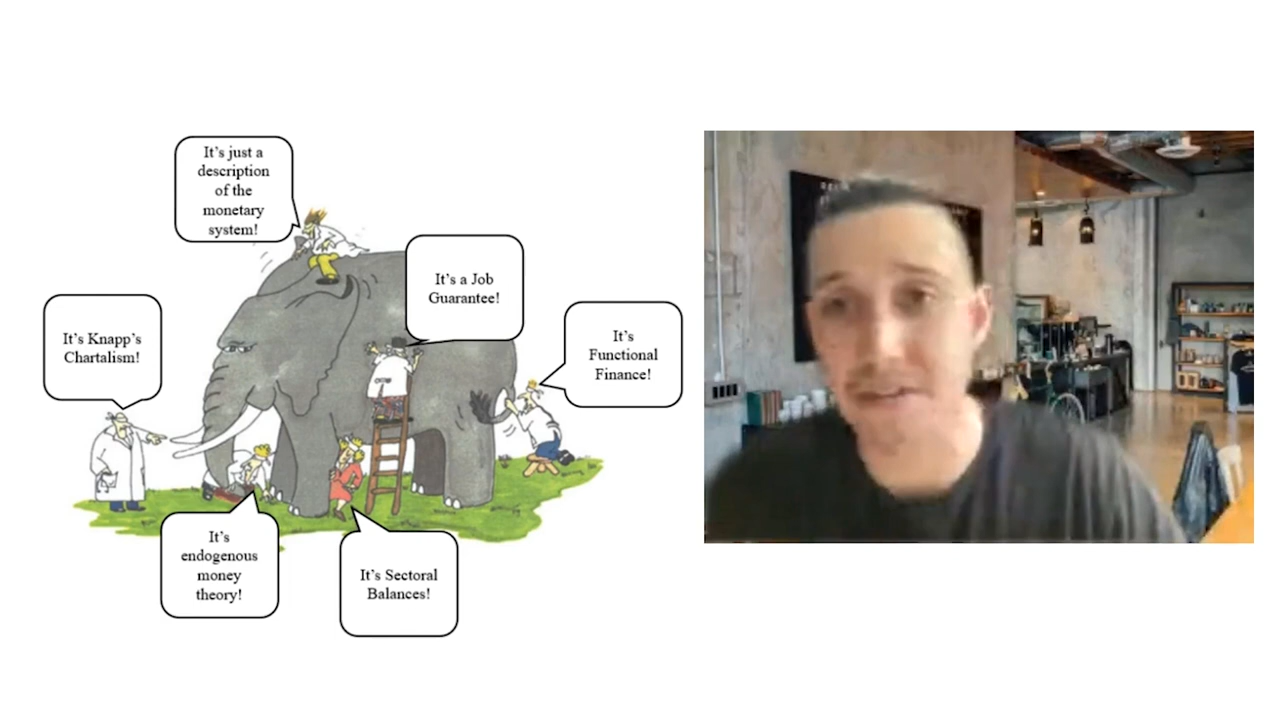 It's just a
description
of the
monetary
system!
It's a Job
Guarantee!
It's Knapp's
Chartalism!
It's
Functional
Finance!
It's
endogenous
money
theory!
It's Sectoral
Balances!